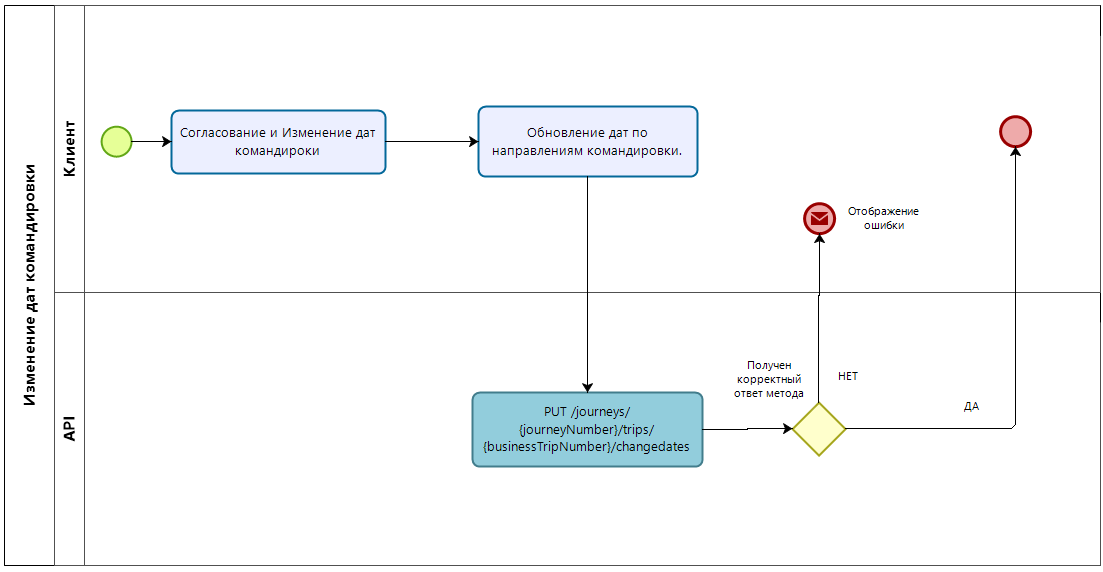 Изменение дат командировки
Клиент
Согласование и Изменение дат
командироки
Обновление дат по
направлениям командировки.
Отображение
ошибки
API
PUT /journeys/
{journeyNumber}/trips/
{businessTripNumber}/changedates
Получен
корректный
ответ метода
НЕТ
ДА